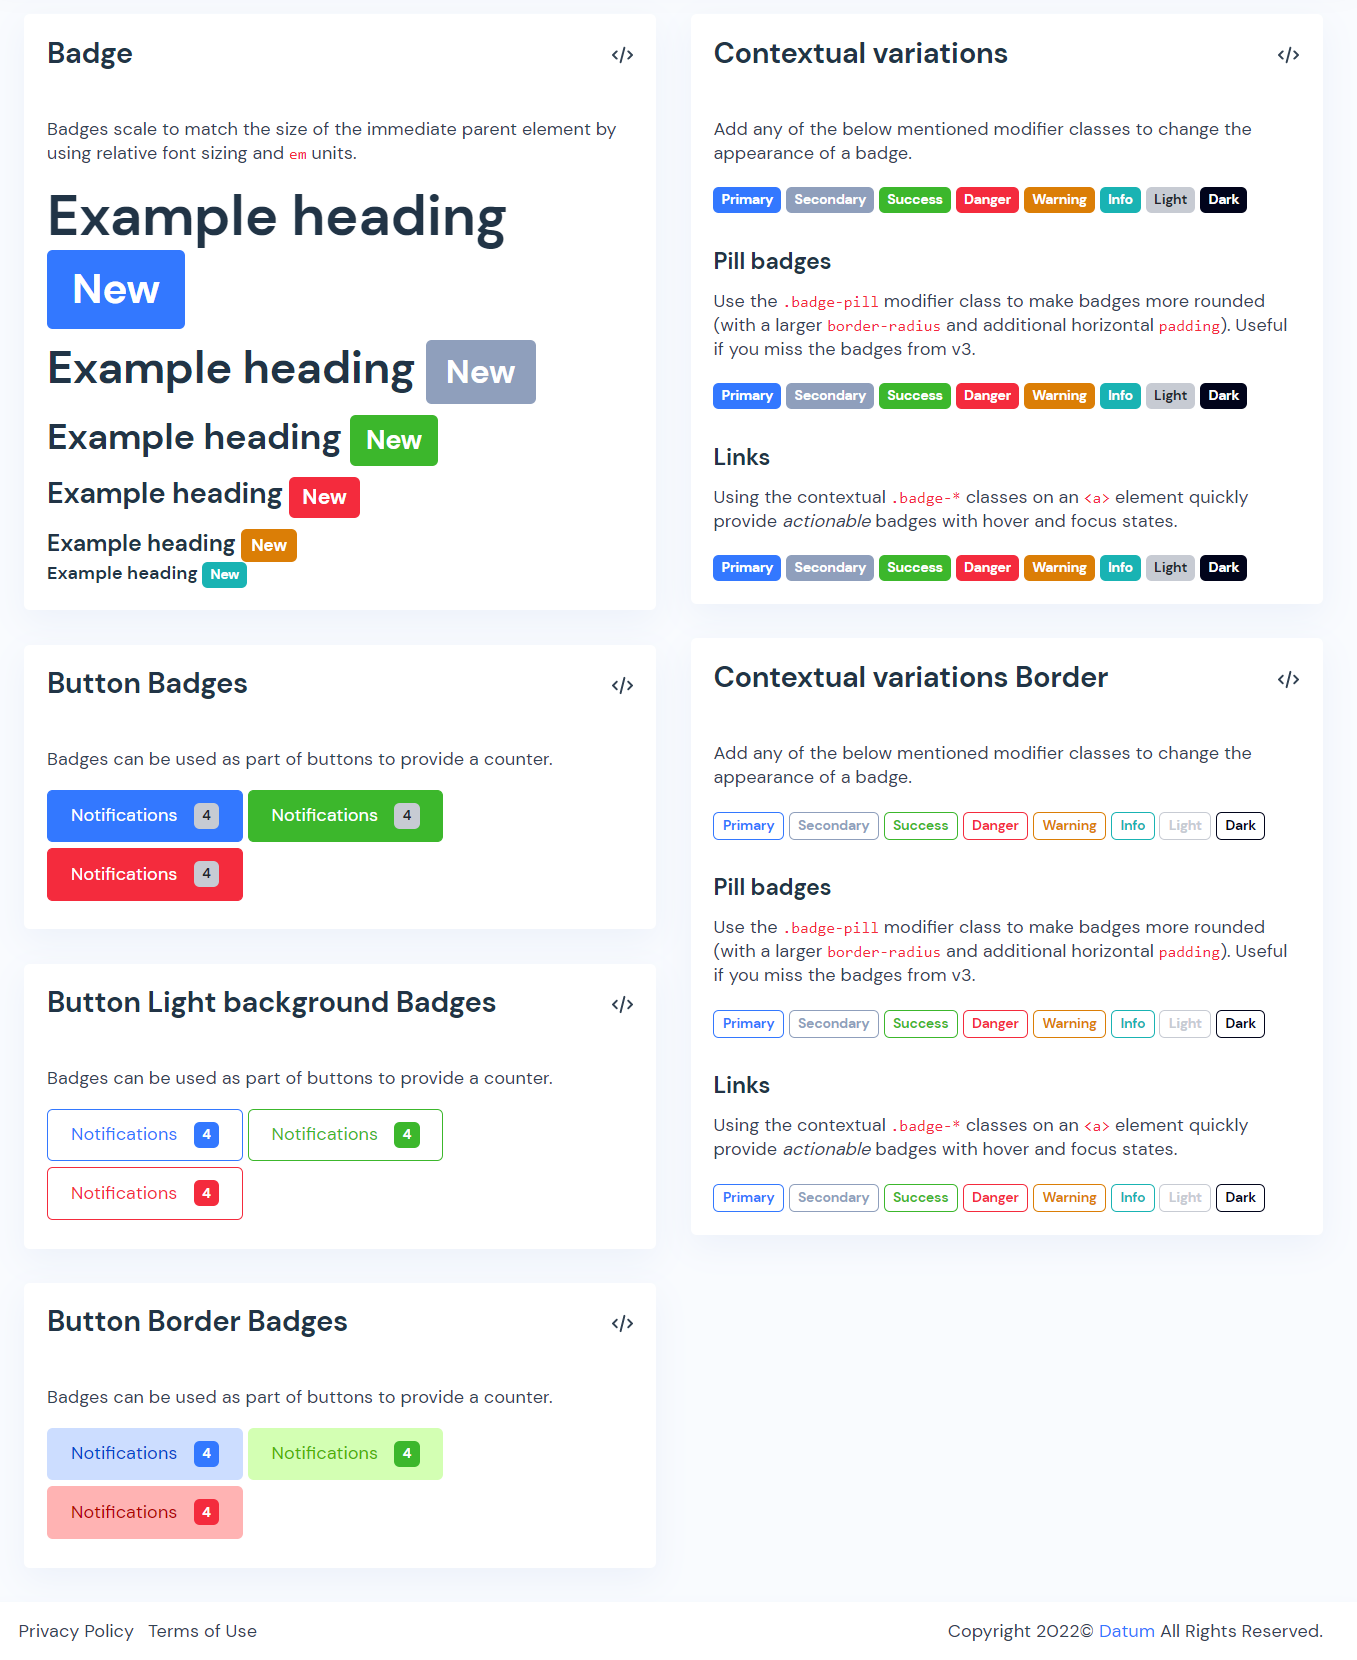 Badge
Badges scale to match the size of the immediate parent element by
using relative font sizing and em units.
Example heading
New
Example heading New
Example heading New
Example heading New
Example heading New
Example heading New
Button Badges
Badges can be used as part of buttons to provide a counter.
Notifications 4 Notifications 4
Notifications 4
Button Light background Badges
Badges can be used as part of buttons to provide a counter.
Notifications 4 Notifications 4
Notifications 4
Button Border Badges
Badges can be used as part of buttons to provide a counter.
Notifications 4 Notifications 4
Notifications 4
Contextual variations
Add any of the below mentioned modifier classes to change the
appearance of a badge.
Primary Secondary Success Danger Warning Info Light Dark
Pill badges
Use the .badge-pill modifier class to make badges more rounded
(with a larger border-radius and additional horizontal padding). Useful
if you miss the badges from v3.
Primary Secondary Success Danger Warning Info Light Dark
Links
Using the contextual .badge-* classes on an <a> element quickly
provide actionable badges with hover and focus states.
Primary Secondary Success Danger Warning Info Light Dark
Contextual variations Border
Add any of the below mentioned modifier classes to change the
appearance of a badge.
Primary Secondary Success Danger Warning Info Light Dark
Pill badges
Use the .badge-pill modifier class to make badges more rounded
(with a larger border-radius and additional horizontal padding). Useful
if you miss the badges from v3.
Primary Secondary Success Danger Warning Info Light Dark
Links
Using the contextual .badge-* classes on an <a> element quickly
provide actionable badges with hover and focus states.
Primary Secondary Success Danger Warning Info Light Dark
Privacy Policy Terms of Use
Copyright 2022© Datum All Rights Reserved.